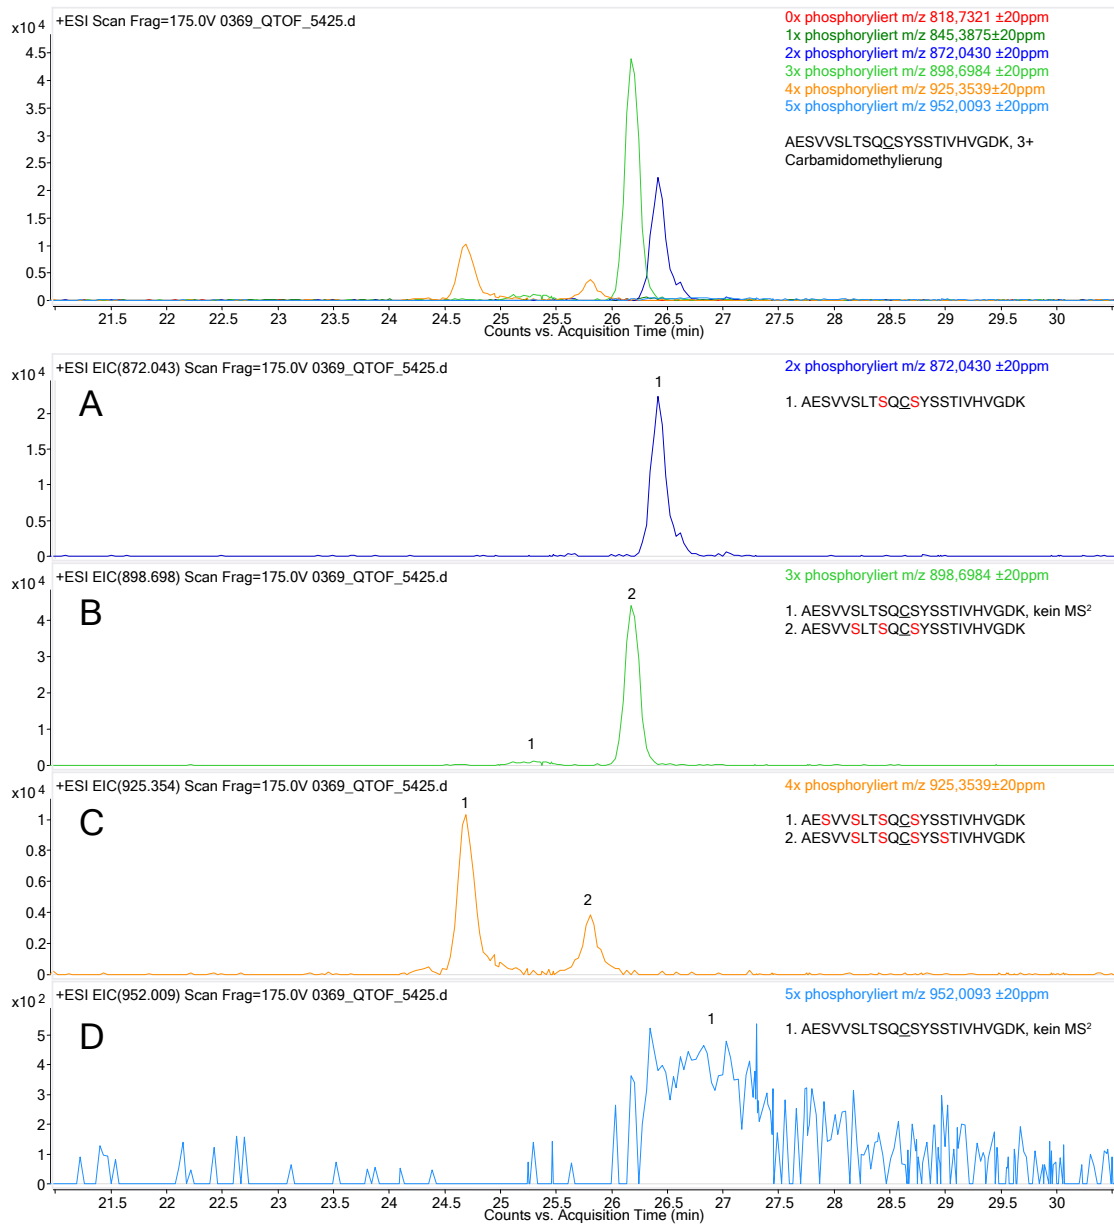 x10⁴ +ESI Scan Frag=175.0V 0369_QTOF_5425.d
0x phosphoryliert m/z 818,7321 ±20ppm
1x phosphoryliert m/z 845,3875±20ppm
2x phosphoryliert m/z 872,0430 ±20ppm
3x phosphoryliert m/z 898,6984 ±20ppm
4x phosphoryliert m/z 925,3539±20ppm
5x phosphoryliert m/z 952,0093 ±20ppm
AESVVSLTSQCSYSSTIVHVGDK, 3+
Carbamidomethylierung
4.5
4
3.5
3
2.5
2
1.5
1
0.5
0
21.5 22 22.5 23 23.5 24 24.5 25 25.5 26 26.5 27 27.5 28 28.5 29 29.5 30
Counts vs. Acquisition Time (min)
x10⁴ +ESI EIC(872.043) Scan Frag=175.0V 0369_QTOF_5425.d
2x phosphoryliert m/z 872,0430 ±20ppm
A
1
1. AESVVSLTSQCSYSSTIVHVGDK
2
1.5
1
0.5
0
x10⁴ +ESI EIC(898.698) Scan Frag=175.0V 0369_QTOF_5425.d
3x phosphoryliert m/z 898,6984 ±20ppm
B
2
1. AESVVSLTSQCSYSSTIVHVGDK, kein MS²
2. AESVVSLTSQCSYSSTIVHVGDK
4
3
2
1
1
0
x10⁴ +ESI EIC(925.354) Scan Frag=175.0V 0369_QTOF_5425.d
4x phosphoryliert m/z 925,3539±20ppm
C
1
1. AESVVSLTSQCSYSSTIVHVGDK
2. AESVVSLTSQCSYSSTIVHVGDK
1
0.8
0.6
0.4
2
0.2
0
x10² +ESI EIC(952.009) Scan Frag=175.0V 0369_QTOF_5425.d
5x phosphoryliert m/z 952,0093 ±20ppm
D
1
1. AESVVSLTSQCSYSSTIVHVGDK, kein MS²
5
4
3
2
1
0
21.5 22 22.5 23 23.5 24 24.5 25 25.5 26 26.5 27 27.5 28 28.5 29 29.5 30
Counts vs. Acquisition Time (min)